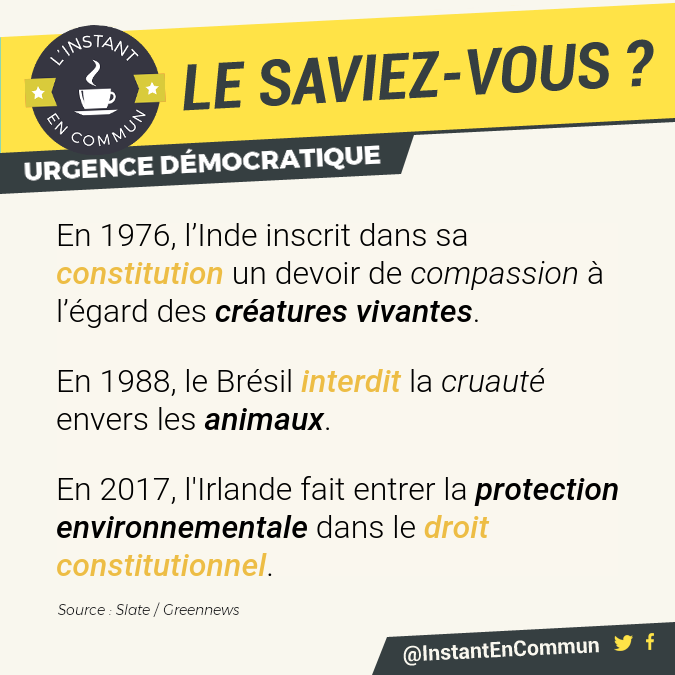 L'INSTANT
EN COMMUN
LE SAVIEZ-VOUS ?
URGENCE DÉMOCRATIQUE
En 1976, l’Inde inscrit dans sa
constitution un devoir de compassion à
l’égard des créatures vivantes.
En 1988, le Brésil interdit la cruauté
envers les animaux.
En 2017, l'Irlande fait entrer la protection
environnementale dans le droit
constitutionnel.
Source : Slate / Greennews
@InstantEnCommun